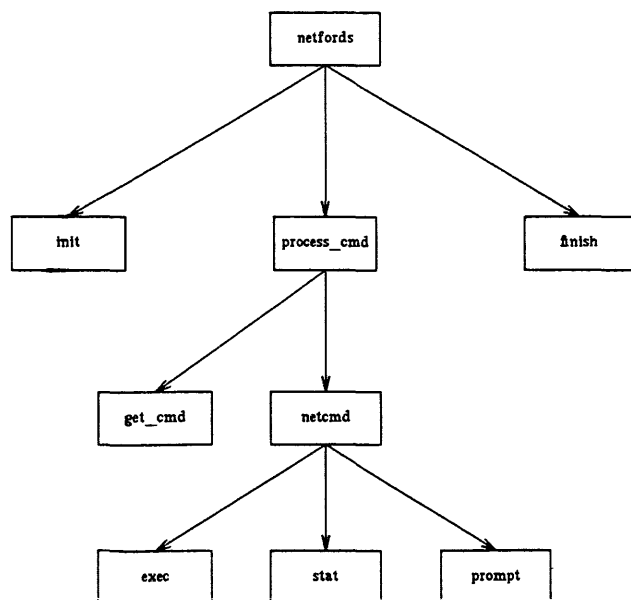 netfords
init
process_cmd
finish
get_cmd
netcmd
exec
stat
prompt